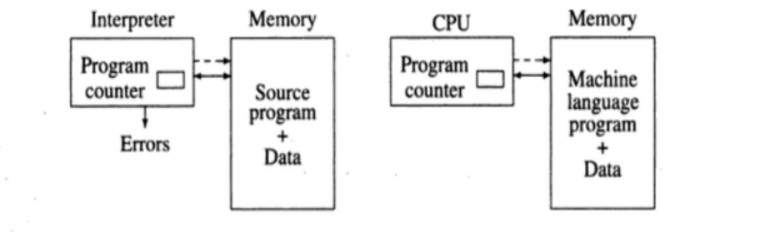 Interpreter
Memory
Program
counter
Errors
Source
program
+
Data
CPU
Memory
Program
counter
Machine
language
program
+
Data